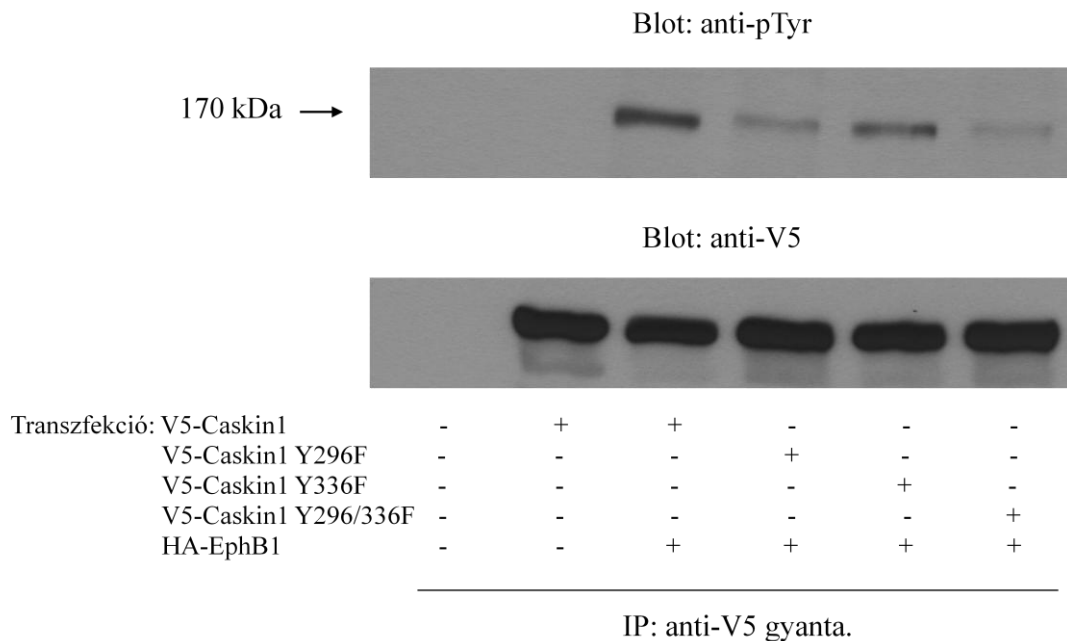 Blot: anti-pTyr
170 kDa →
Blot: anti-V5
Transzfekció: V5-Caskin1 - + + - - -
V5-Caskin1 Y296F - - - + - -
V5-Caskin1 Y336F - - - - + -
V5-Caskin1 Y296/336F - - - - - +
HA-EphB1 - - + + + +
IP: anti-V5 gyanta.